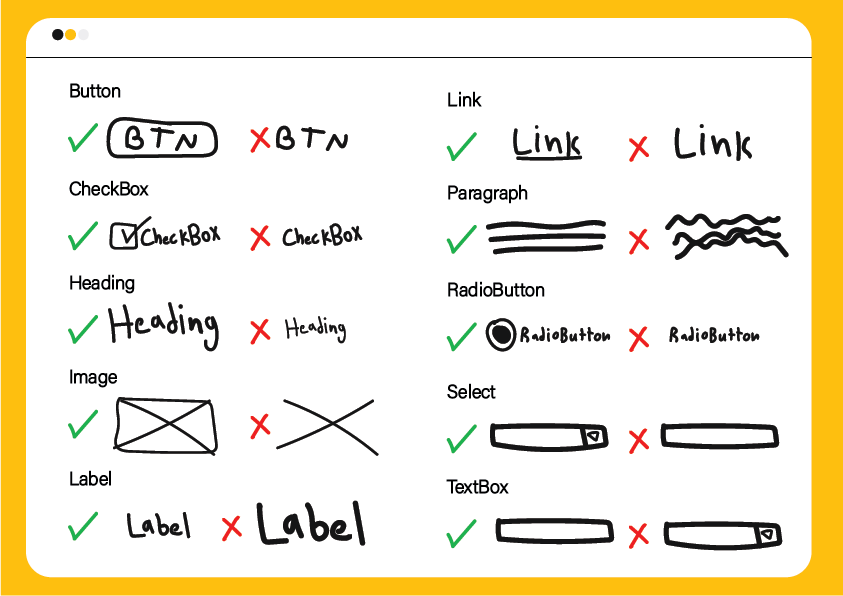 Button
BTN BTN
CheckBox
CheckBox CheckBox
Heading
Heading Heading
Image
Label
Label Label
Link
Link Link
Paragraph
RadioButton
RadioButton RadioButton
Select
TextBox